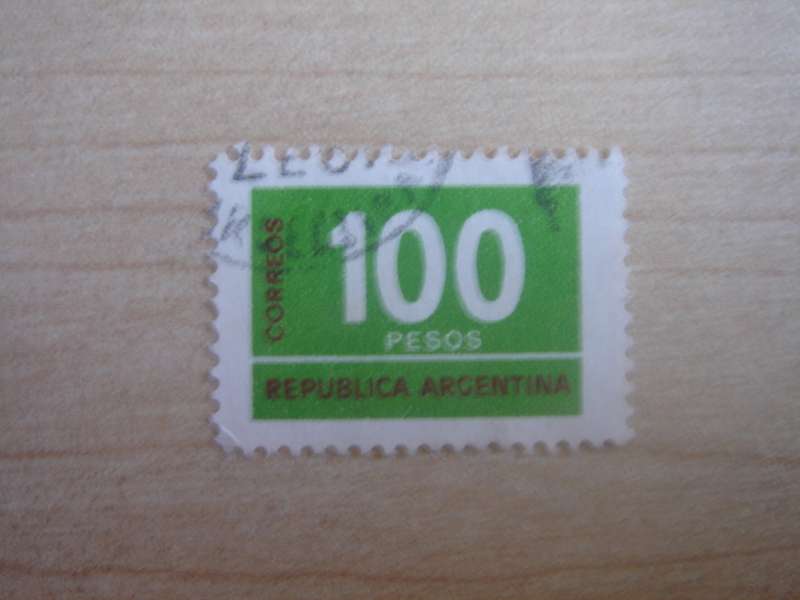 CORREOS
100
PESOS
REPUBLICA ARGENTINA